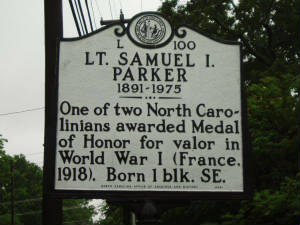 L 100
LT. SAMUEL I.
PARKER
1891-1975
One of two North Caro-
linians awarded Medal
of Honor for valor in
World War I (France,
1918). Born 1 blk. SE.